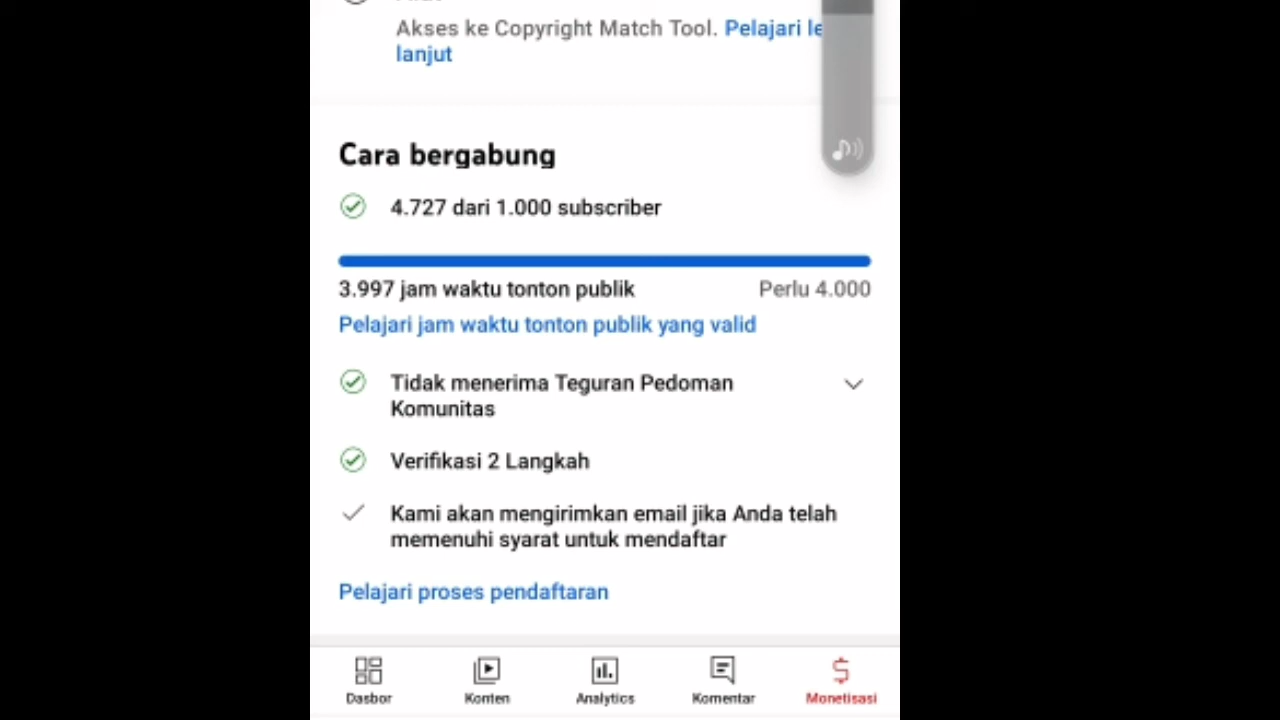 Akses ke Copyright Match Tool. Pelajari le
lanjut
Cara bergabung
4.727 dari 1.000 subscriber
3.997 jam waktu tonton publik Perlu 4.000
Pelajari jam waktu tonton publik yang valid
Tidak menerima Teguran Pedoman
Komunitas
Verifikasi 2 Langkah
Kami akan mengirimkan email jika Anda telah
memenuhi syarat untuk mendaftar
Pelajari proses pendaftaran
Dasbor Konten Analytics Komentar Monetisasi